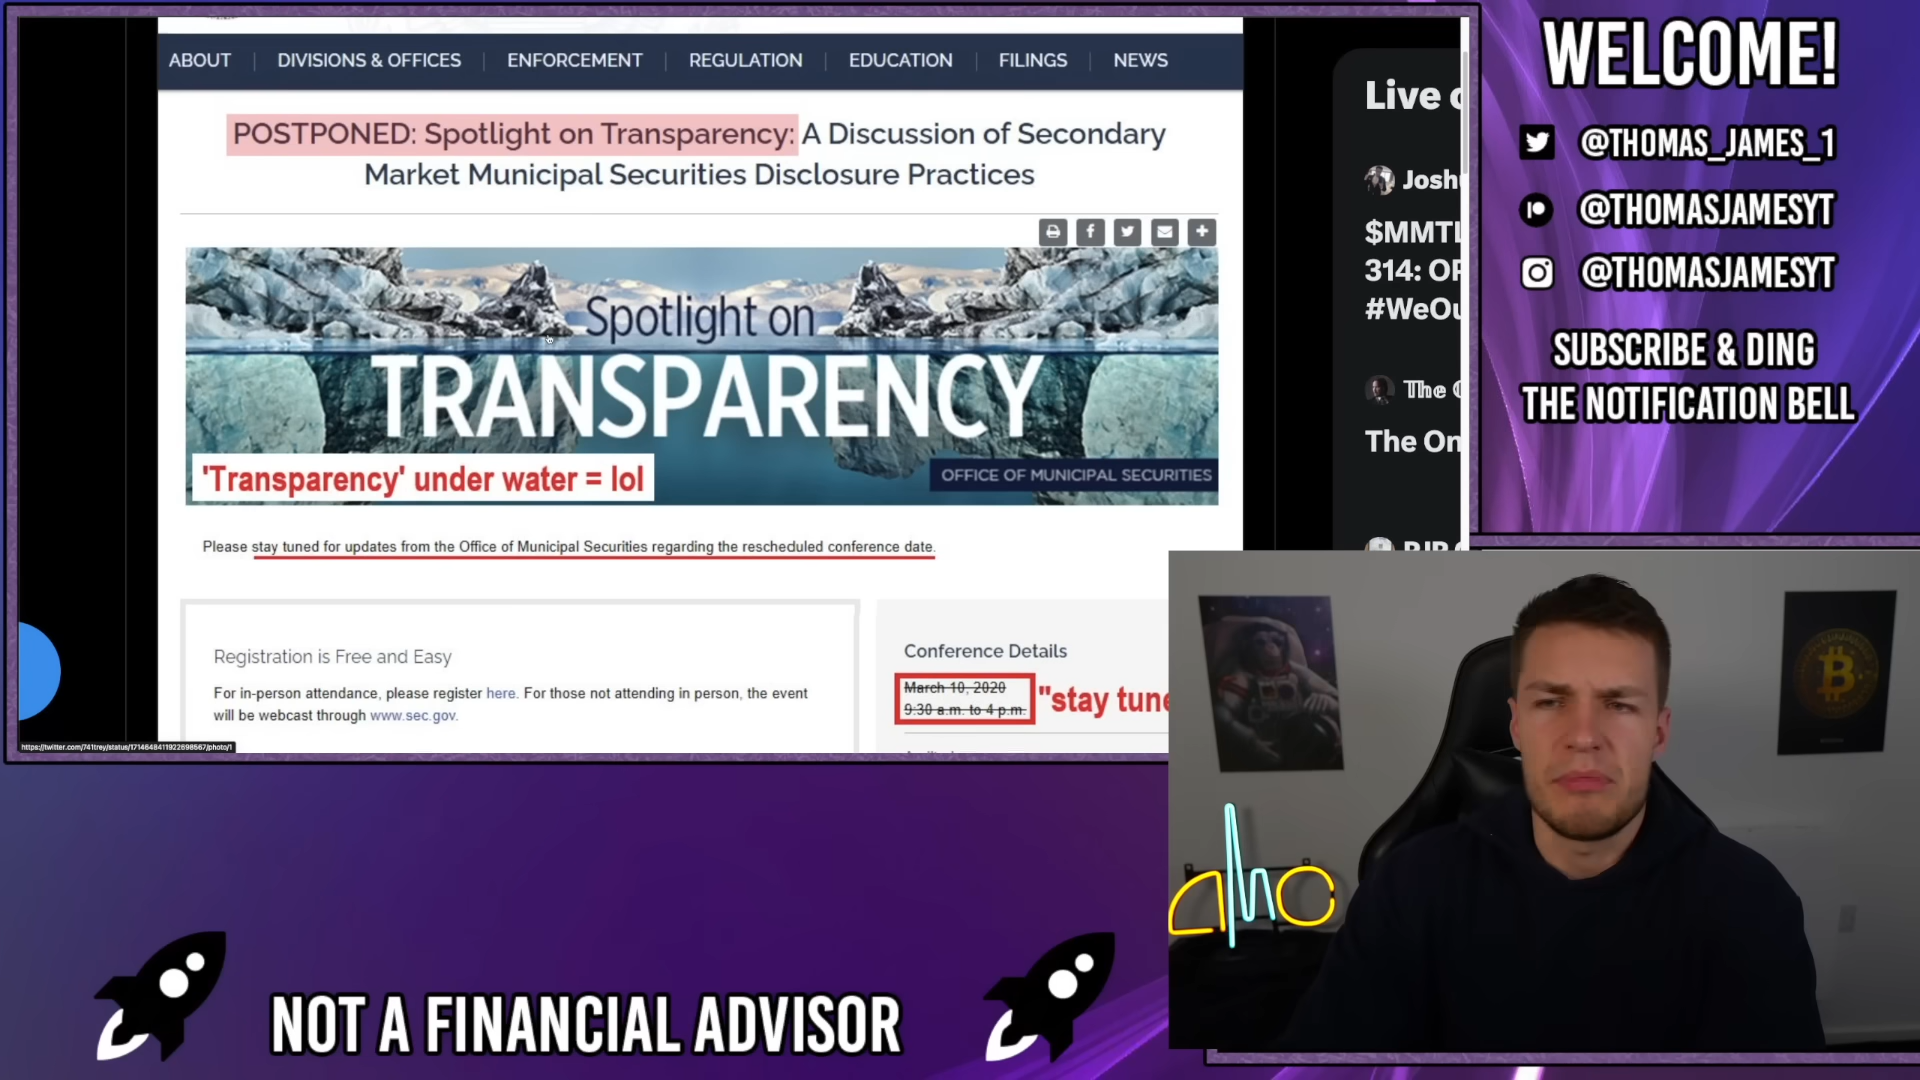 ABOUT
DIVISIONS & OFFICES
ENFORCEMENT
REGULATION
EDUCATION
FILINGS
NEWS
POSTPONED: Spotlight on Transparency: A Discussion of Secondary
Market Municipal Securities Disclosure Practices
Spotlight on
TRANSPARENCY
'Transparency' under water = lol
OFFICE OF MUNICIPAL SECURITIES
Please stay tuned for updates from the Office of Municipal Securities regarding the rescheduled conference date.
Registration is Free and Easy
For in-person attendance, please register here. For those not attending in person, the event
will be webcast through www.sec.gov.
Conference Details
March 10, 2020
9:30 a.m. to 4 p.m.
"stay tune
Live
Josh
$MMTL
314:
#WeOu
The
The On
WELCOME!
@THOMAS_JAMES_1
@THOMASJAMESYT
@THOMASJAMESYT
SUBSCRIBE & DING
THE NOTIFICATION BELL
aho
NOT A FINANCIAL ADVISOR